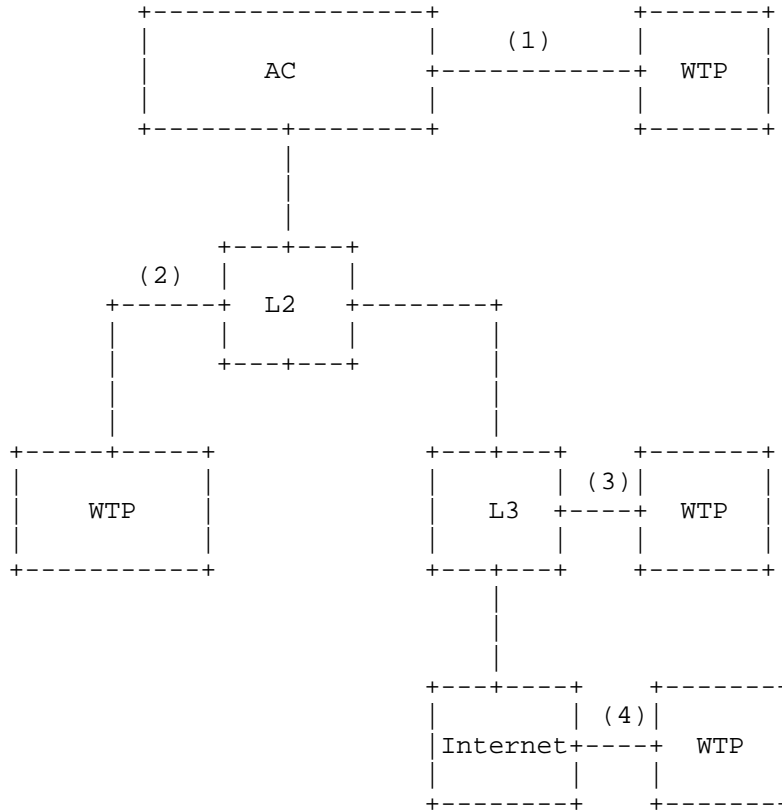 (1)
AC
WTP
(2)
L2
(3)
WTP
L3
WTP
(4)
Internet
WTP